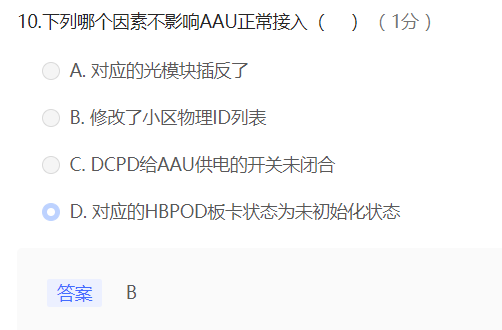 10.下列哪个因素不影响AAU正常接入（　）（ 1分 ）
A. 对应的光模块插反了
B. 修改了小区物理ID列表
C. DCPD给AAU供电的开关未闭合
D. 对应的HBPOD板卡状态为未初始化状态
答案 B